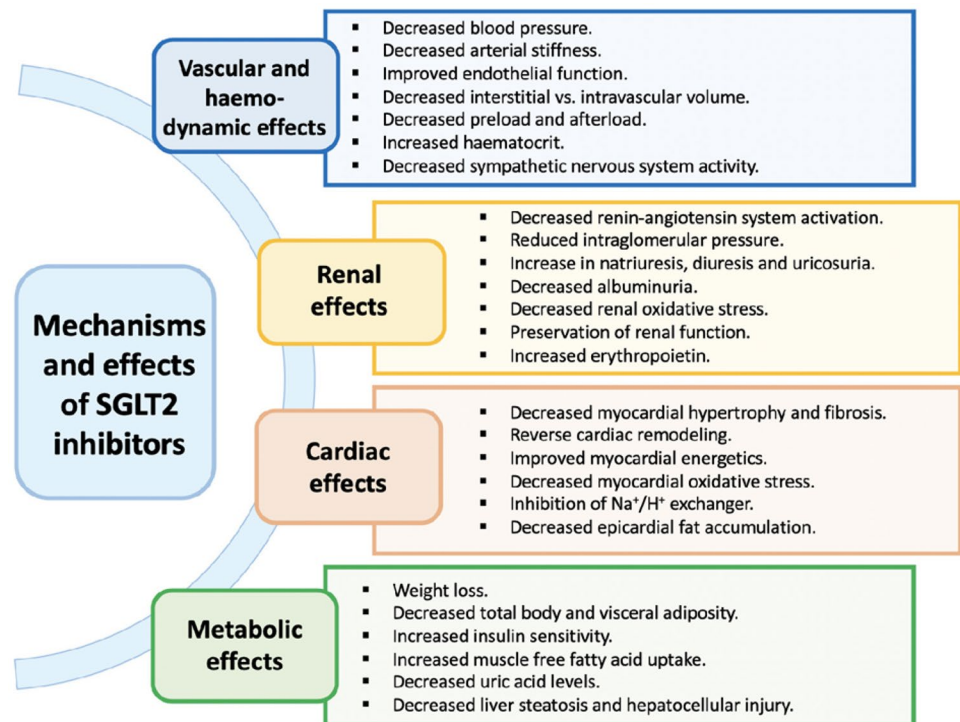 Mechanisms
and effects
of SGLT2
inhibitors
Vascular and
haemo-
dynamic effects
▪ Decreased blood pressure.
▪ Decreased arterial stiffness.
▪ Improved endothelial function.
▪ Decreased interstitial vs. intravascular volume.
▪ Decreased preload and afterload.
▪ Increased haematocrit.
▪ Decreased sympathetic nervous system activity.
Renal
effects
▪ Decreased renin-angiotensin system activation.
▪ Reduced intraglomerular pressure.
▪ Increase in natriuresis, diuresis and uricosuria.
▪ Decreased albuminuria.
▪ Decreased renal oxidative stress.
▪ Preservation of renal function.
▪ Increased erythropoietin.
Cardiac
effects
▪ Decreased myocardial hypertrophy and fibrosis.
▪ Reverse cardiac remodeling.
▪ Improved myocardial energetics.
▪ Decreased myocardial oxidative stress.
▪ Inhibition of Na⁺/H⁺ exchanger.
▪ Decreased epicardial fat accumulation.
Metabolic
effects
▪ Weight loss.
▪ Decreased total body and visceral adiposity.
▪ Increased insulin sensitivity.
▪ Increased muscle free fatty acid uptake.
▪ Decreased uric acid levels.
▪ Decreased liver steatosis and hepatocellular injury.